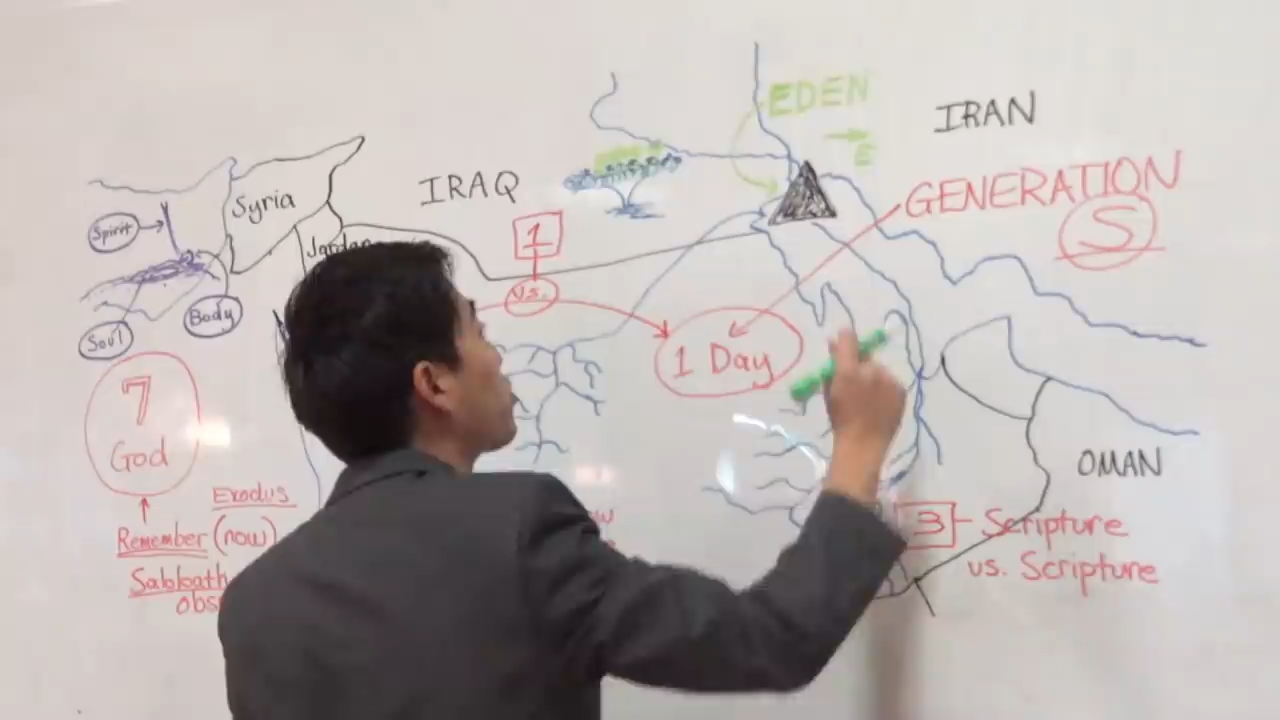 EDEN
E
IRAN
Syria
IRAQ
GENERATION
S
Spirit
Jordan
1
vs.
Body
Soul
1 Day
7
God
OMAN
Exodus
Remember (now)
3 Scripture
vs. Scripture
Sabbath